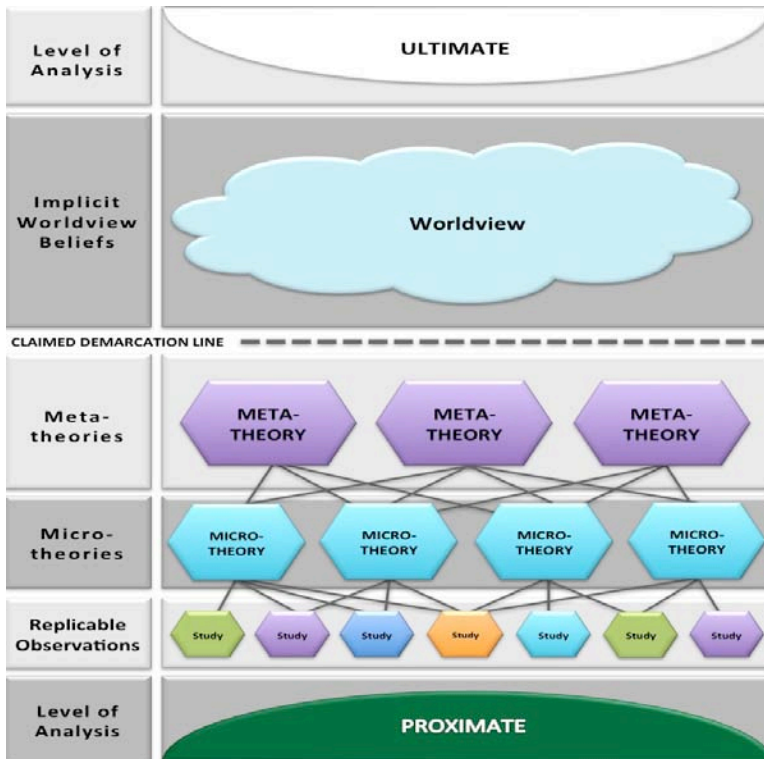 Level of
Analysis
ULTIMATE
Implicit
Worldview
Beliefs
Worldview
CLAIMED DEMARCATION LINE
Meta-
theories
META-
THEORY
META-
THEORY
META-
THEORY
Micro-
theories
MICRO-
THEORY
MICRO-
THEORY
MICRO-
THEORY
MICRO-
THEORY
Replicable
Observations
Study
Study
Study
Study
Study
Study
Study
Level of
Analysis
PROXIMATE